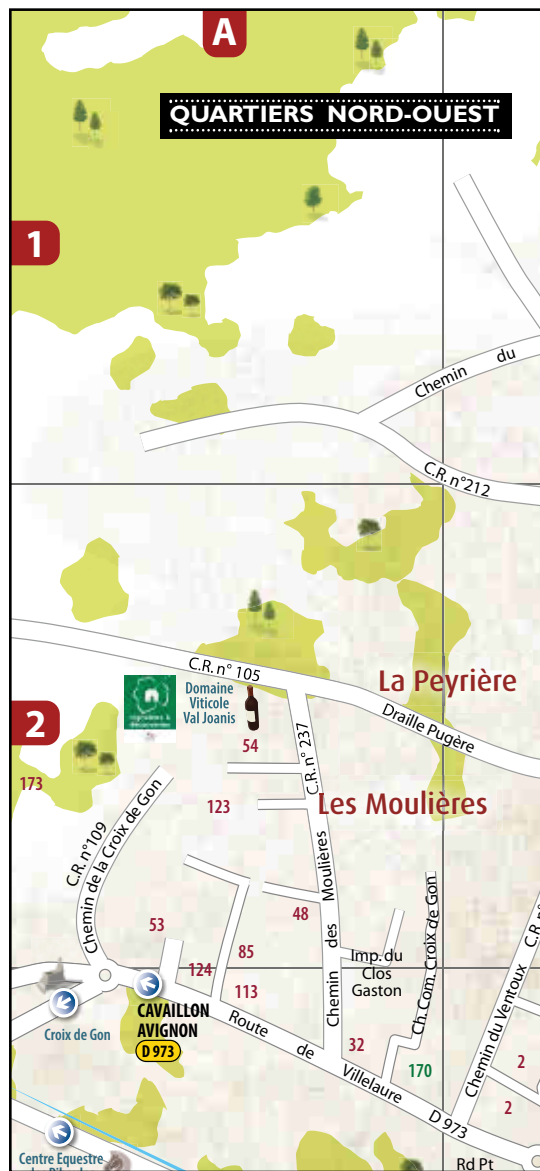 A
QUARTIERS NORD-OUEST
1
Chemin du
C.R. n°212
C.R. n° 105
La Peyrière
Domaine
Viticole
Val Joanis
Draille Pugère
2
54
C.R. n° 237
173
123
Les Moulières
C.R. n°109
Chemin de la Croix de Gon
Chemin des Moulières
48
53
85
124
113
Imp. du
Clos
Gaston
Ch. Com. Croix de Gon
C.R. n°
Chemin du Ventoux
CAVAILLON
AVIGNON
D 973
Croix de Gon
Route de Villelaure
D 973
32
170
2
2
Centre Equestre
Rd Pt